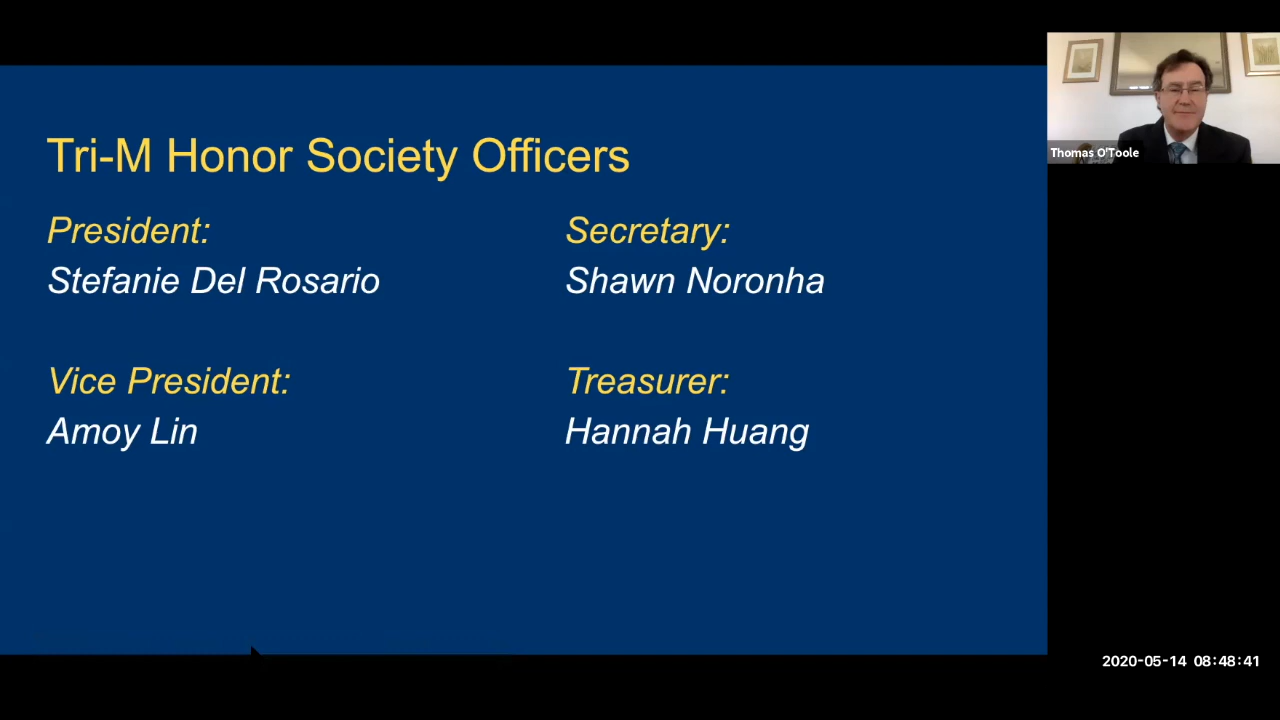 Tri-M Honor Society Officers
President:
Stefanie Del Rosario
Vice President:
Amoy Lin
Secretary:
Shawn Noronha
Treasurer:
Hannah Huang
Thomas O'Toole
2020-05-14 08:48:41